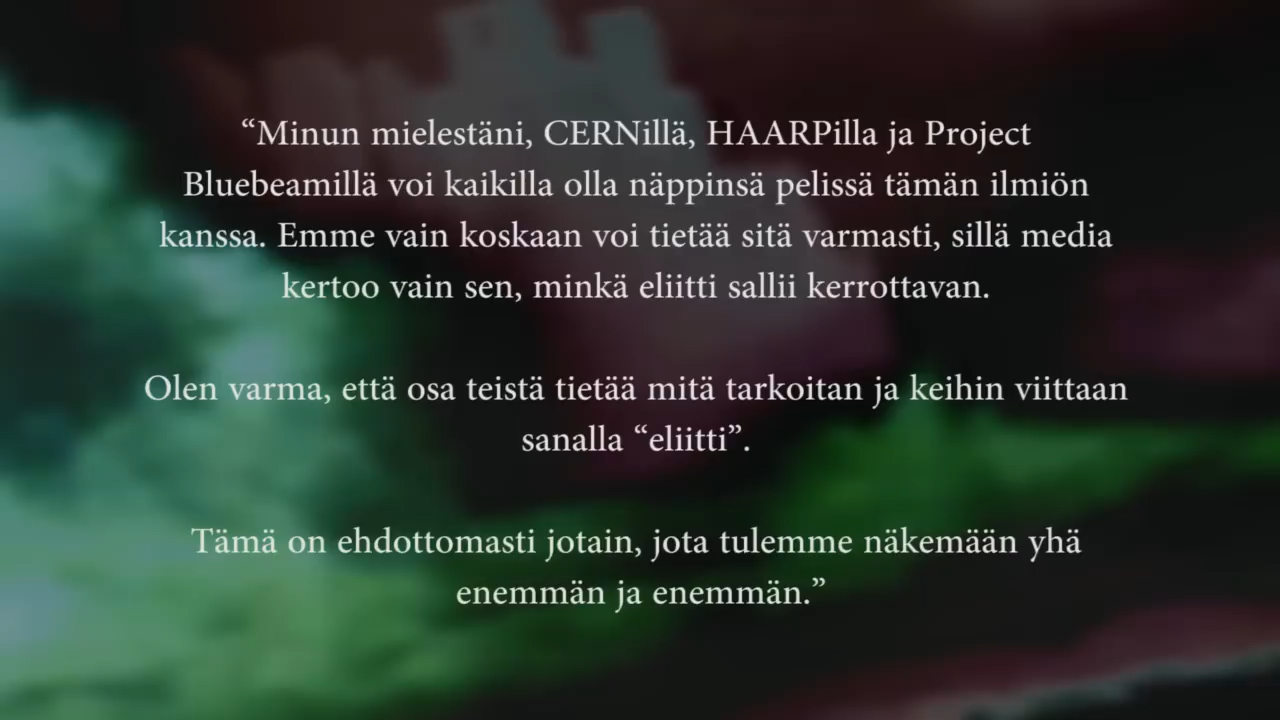 “Minun mielestäni, CERNillä, HAARPilla ja Project
Bluebeamillä voi kaikilla olla näppinsä pelissä tämän ilmiön
kanssa. Emme vain koskaan voi tietää sitä varmasti, sillä media
kertoo vain sen, minkä eliitti sallii kerrottavan.
Olen varma, että osa teistä tietää mitä tarkoitan ja keihin viittaan
sanalla “eliitti”.
Tämä on ehdottomasti jotain, jota tulemme näkemään yhä
enemmän ja enemmän.”